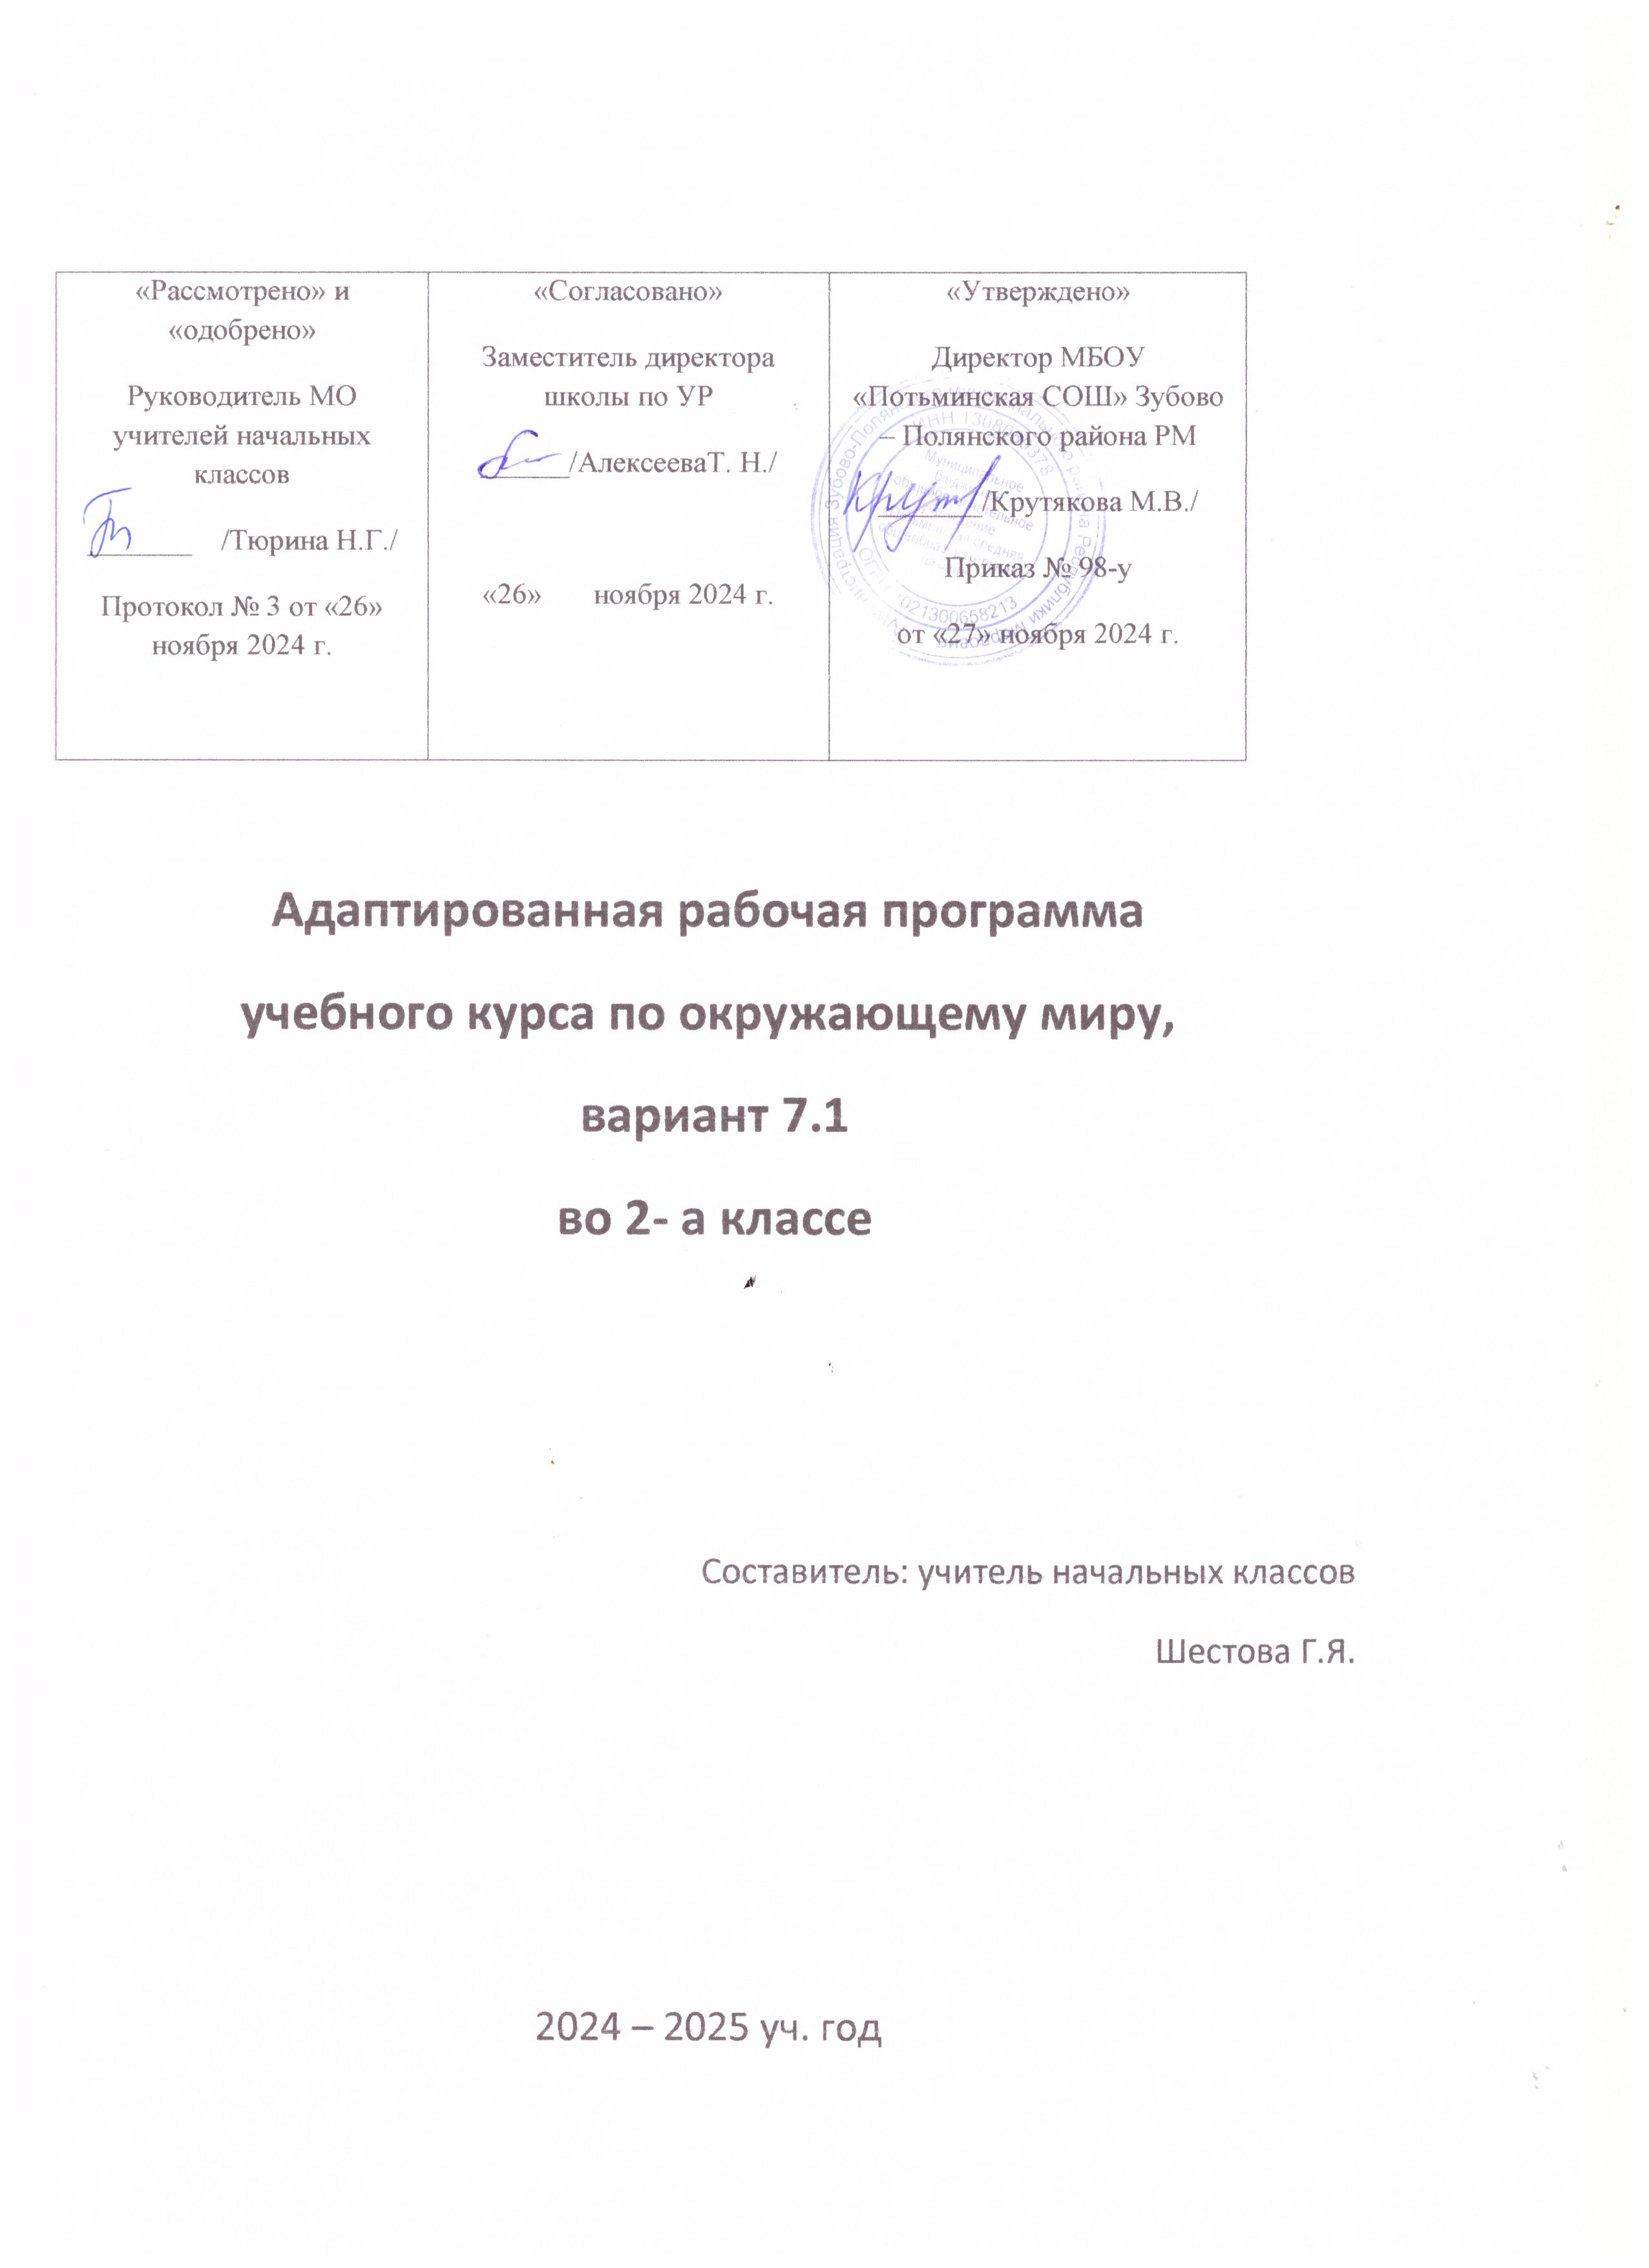 «Рассмотрено» и
«одобрено»
Руководитель МО
учителей начальных
классов
/Тюрина Н.Г./
Протокол № 3 от «26»
ноября 2024 г.
«Согласовано»
Заместитель директора
школы по УР
/АлексееваТ. Н./
«26» ноября 2024 г.
«Утверждено»
Директор МБОУ
«Потьминская СОШ» Зубово
– Полянского района РМ
/Крутякова М.В./
Приказ № 98-у
от «27» ноября 2024 г.
Муниципальное
Адаптированная рабочая программа
учебного курса по окружающему миру,
вариант 7.1
во 2- а классе
Составитель: учитель начальных классов
Шестова Г.Я.
2024 – 2025 уч. год